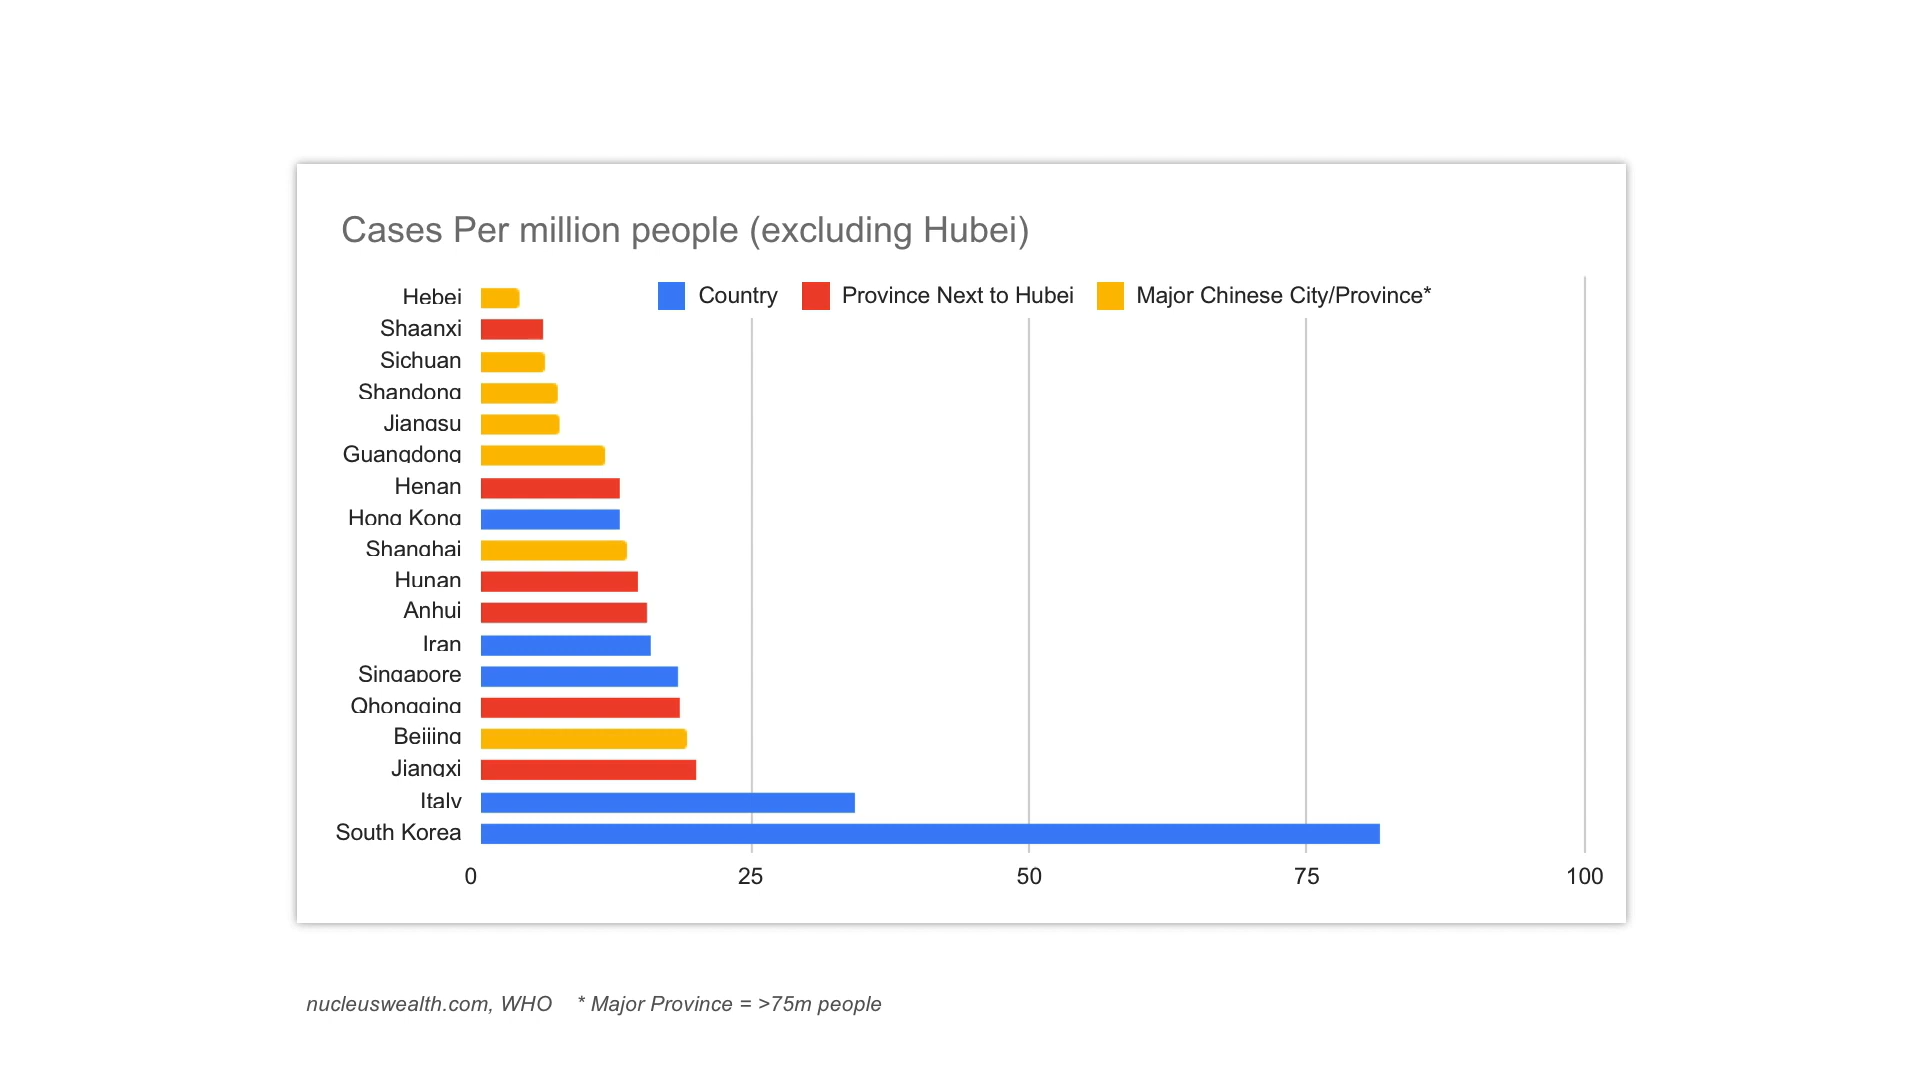 Cases Per million people (excluding Hubei)
Country Province Next to Hubei Major Chinese City/Province*
Hebei
Shaanxi
Sichuan
Shandong
Jiangsu
Guangdong
Henan
Hong Kong
Shanghai
Hunan
Anhui
Iran
Singapore
Qhongqing
Beijing
Jiangxi
Italy
South Korea
0 25 50 75 100
nucleuswealth.com, WHO * Major Province = >75m people